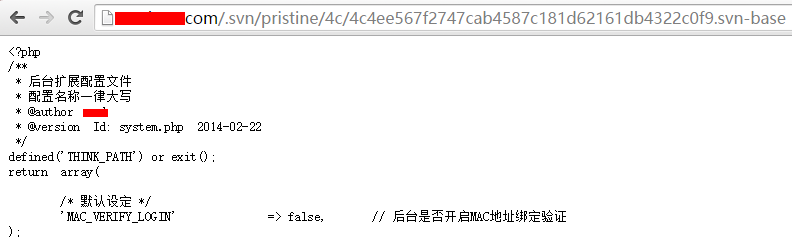 com/.svn/pristine/4c/4c4ee567f2747cab4587c181d62161db4322c0f9.svn-base
<?php
/**
 * 后台扩展配置文件
 * 配置名称一律大写
 * @author
 * @version  Id: system.php  2014-02-22
 */
defined('THINK_PATH') or exit();
return  array(
/* 默认设定 */
'MAC_VERIFY_LOGIN'            => false,      // 后台是否开启MAC地址绑定验证
);